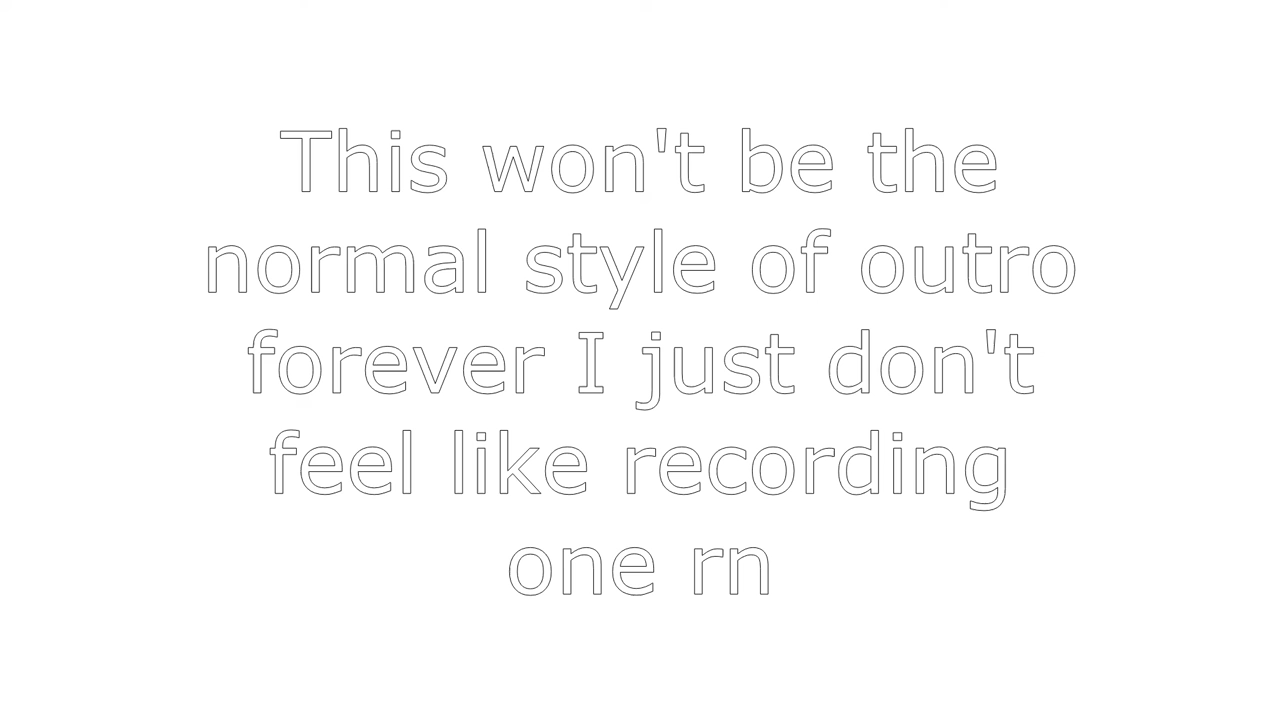 This won't be the
normal style of outro
forever I just don't
feel like recording
one rn